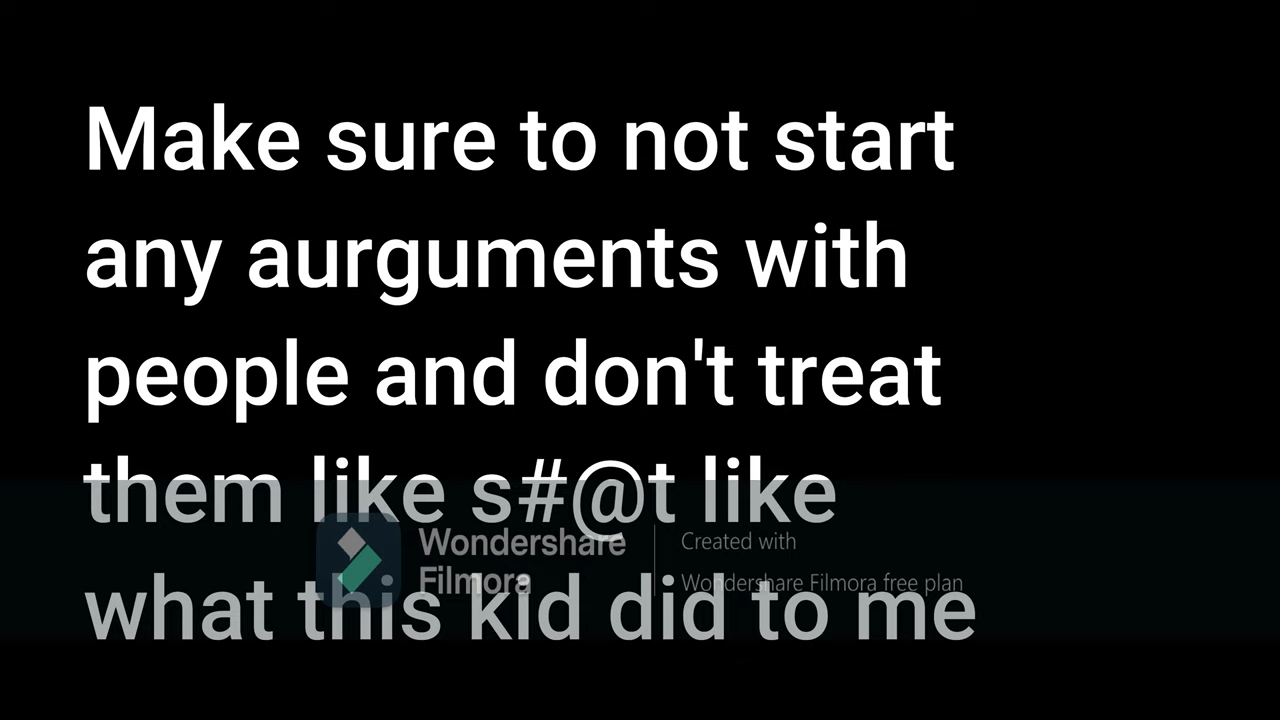 Make sure to not start
any aurguments with
people and don't treat
them like s#@t like
Wondershare
Filmora
Created with
Wondershare Filmora free plan
what this kid did to me